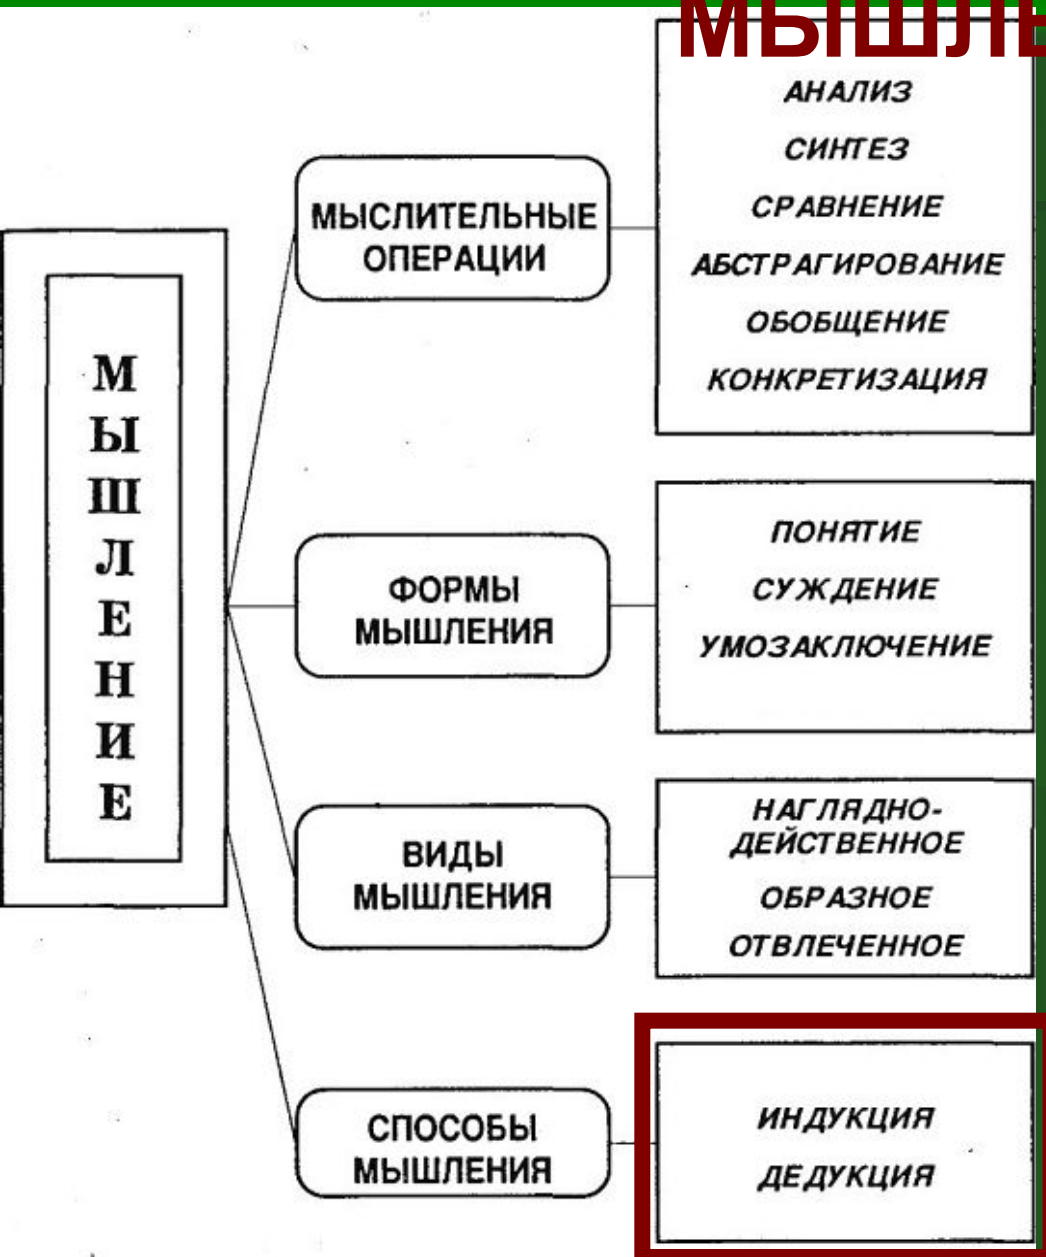 МЫШЛЕ
МЫШЛЕНИЕ
МЫСЛИТЕЛЬНЫЕ
ОПЕРАЦИИ
АНАЛИЗ
СИНТЕЗ
СРАВНЕНИЕ
АБСТРАГИРОВАНИЕ
ОБОБЩЕНИЕ
КОНКРЕТИЗАЦИЯ
ФОРМЫ
МЫШЛЕНИЯ
ПОНЯТИЕ
СУЖДЕНИЕ
УМОЗАКЛЮЧЕНИЕ
ВИДЫ
МЫШЛЕНИЯ
НАГЛЯДНО-
ДЕЙСТВЕННОЕ
ОБРАЗНОЕ
ОТВЛЕЧЕННОЕ
СПОСОБЫ
МЫШЛЕНИЯ
ИНДУКЦИЯ
ДЕДУКЦИЯ